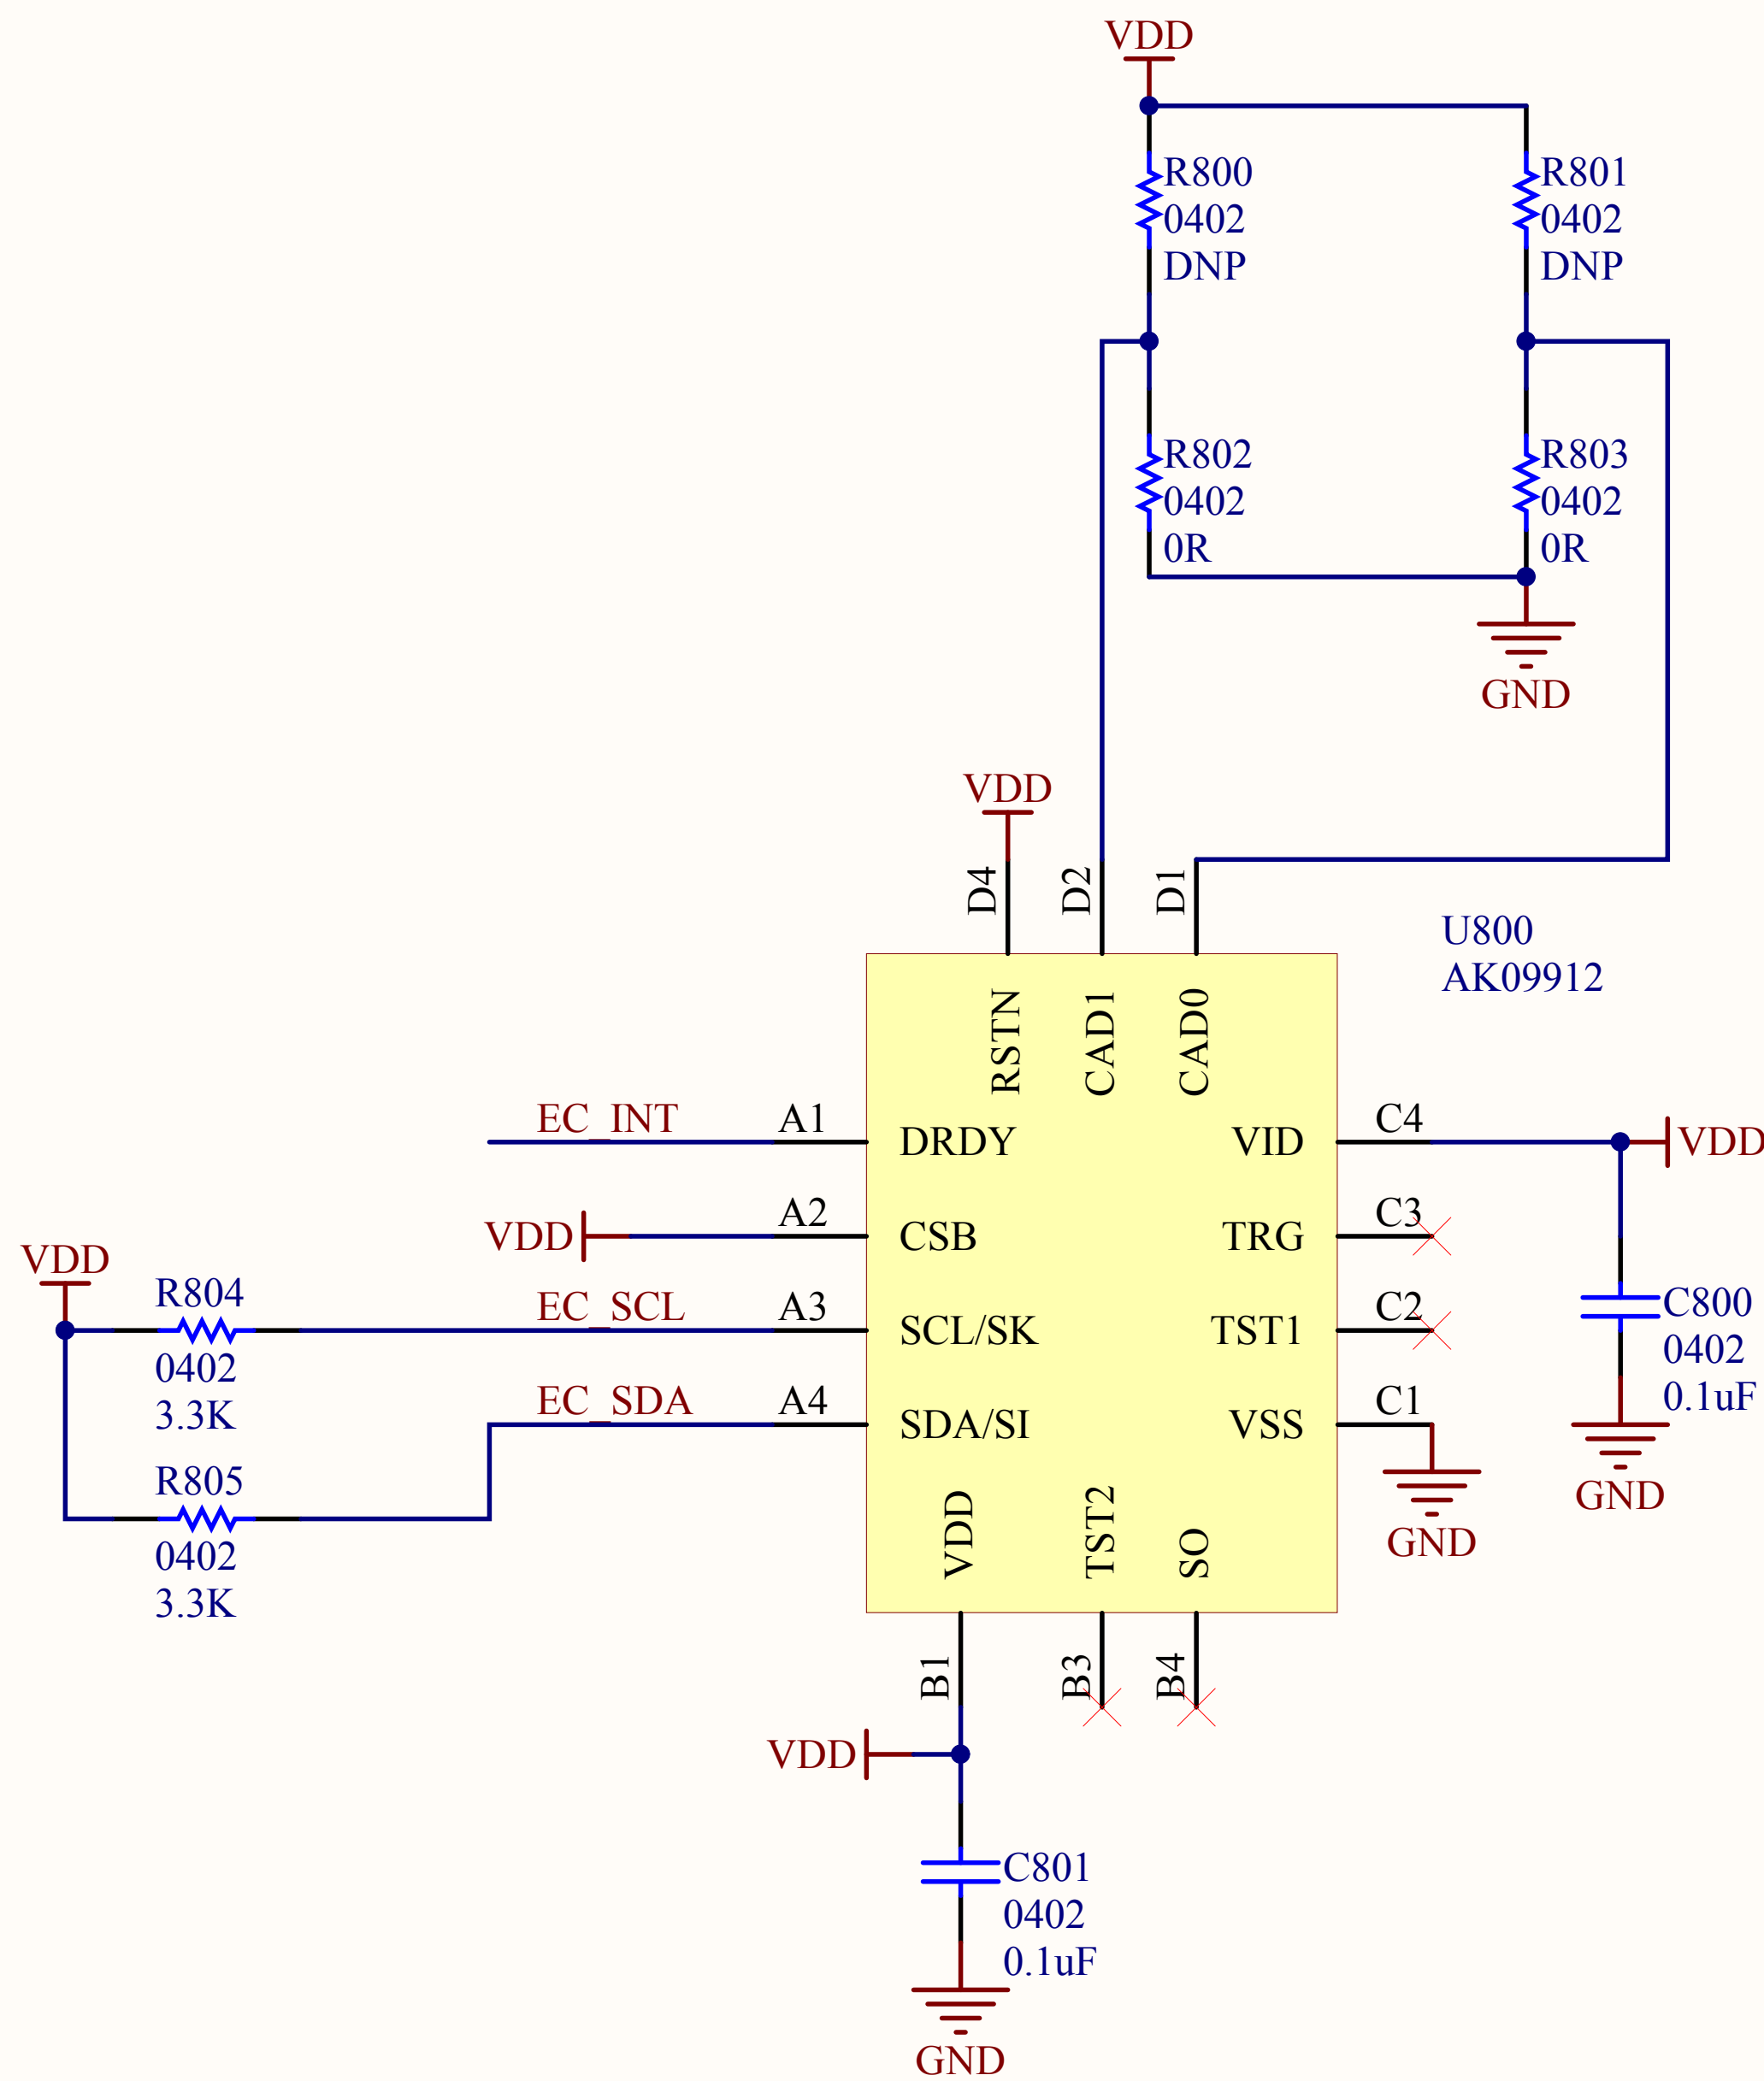 VDD
R800
0402
DNP
R801
0402
DNP
R802
0402
0R
R803
0402
0R
GND
VDD
D4
D2
D1
U800
AK09912
RSTN
CAD1
CAD0
EC_INT
A1
DRDY
VID
C4
VDD
VDD
A2
CSB
TRG
C3
VDD
R804
0402
3.3K
EC_SCL
A3
SCL/SK
TST1
C2
C800
0402
0.1uF
GND
R805
0402
3.3K
EC_SDA
A4
SDA/SI
VSS
C1
GND
VDD
TST2
SO
B1
B3
B4
VDD
C801
0402
0.1uF
GND